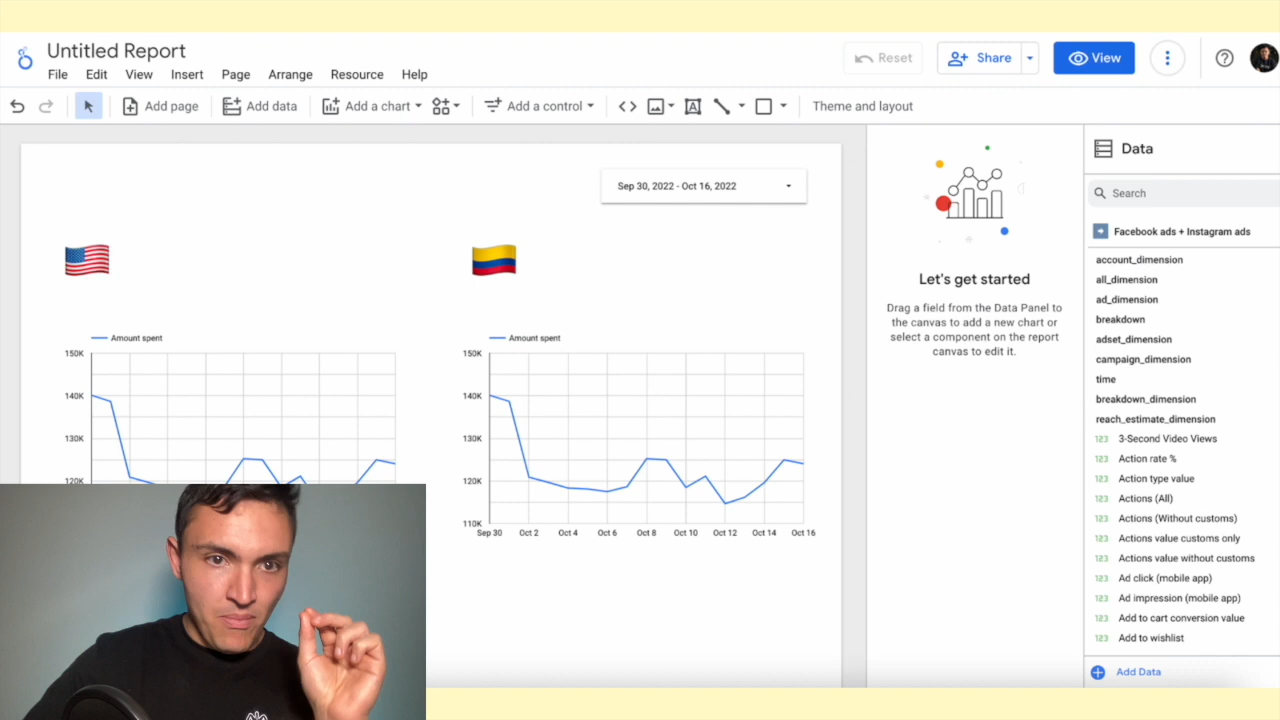 Untitled Report
File Edit View Insert Page Arrange Resource Help
Reset
Share
View
Add page
Add data
Add a chart
Add a control
Theme and layout
Sep 30, 2022 - Oct 16, 2022
Amount spent
150K
140K
130K
120K
Amount spent
150K
140K
130K
120K
110K
Sep 30 Oct 2 Oct 4 Oct 6 Oct 8 Oct 10 Oct 12 Oct 14 Oct 16
Let's get started
Drag a field from the Data Panel to
the canvas to add a new chart or
select a component on the report
canvas to edit it.
Data
Search
Facebook ads + Instagram ads
account_dimension
all_dimension
ad_dimension
breakdown
adset_dimension
campaign_dimension
time
breakdown_dimension
reach_estimate_dimension
123 3-Second Video Views
123 Action rate %
123 Action type value
123 Actions (All)
123 Actions (Without customs)
123 Actions value customs only
123 Actions value without customs
123 Ad click (mobile app)
123 Ad impression (mobile app)
123 Add to cart conversion value
123 Add to wishlist
Add Data